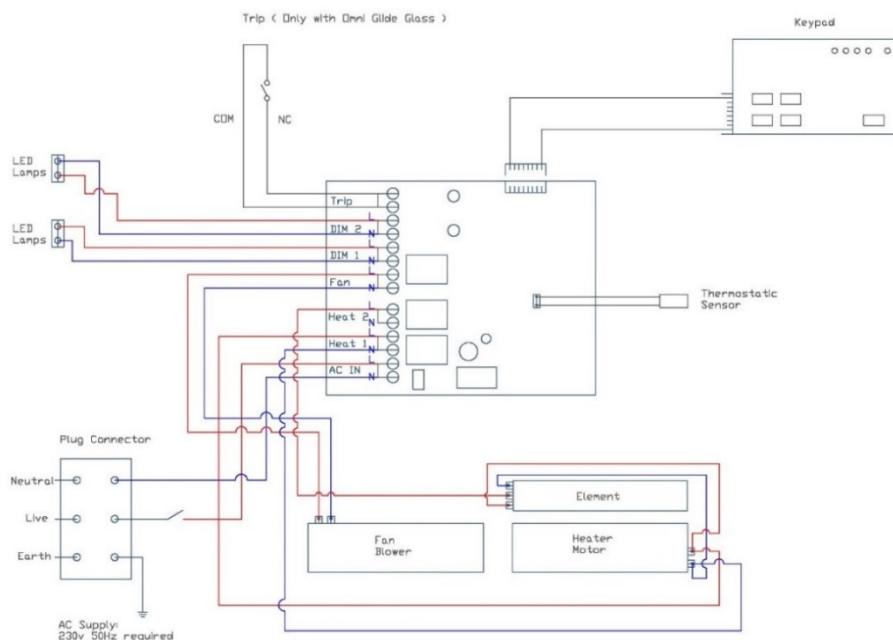 Trip ( Only with Omni Glide Glass )
Keypad
COM
NC
LED
Lamps
LED
Lamps
Trip
L
DIM 2
N
L
DIM 1
N
L
Fan
N
L
Heat 2
N
L
Heat 1
N
L
AC IN
N
Thermostatic
Sensor
Plug Connector
Neutral
Live
Earth
Element
Fan
Blower
Heater
Motor
AC Supply:
230v 50Hz required